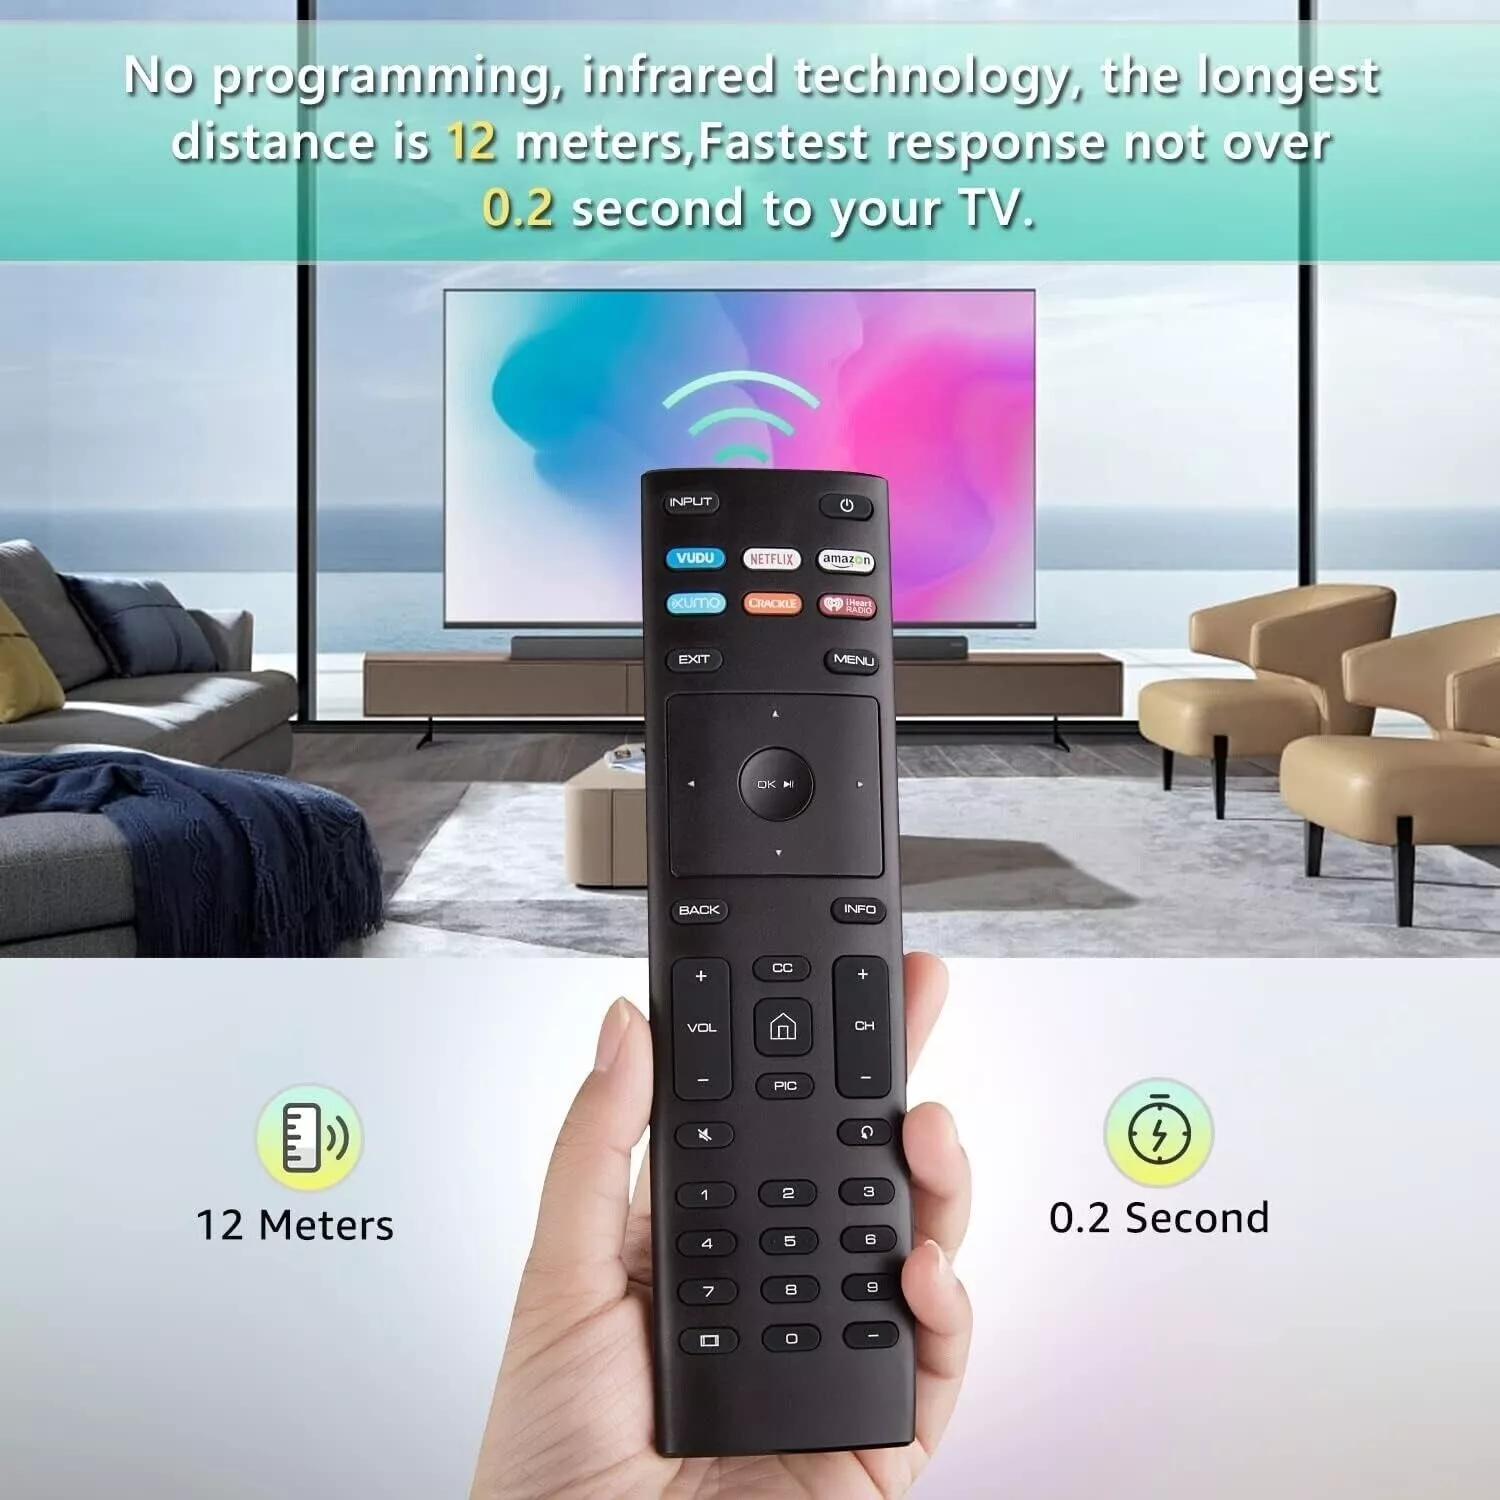 No programming, infrared technology, the longest
distance is 12 meters,Fastest response not over
0.2 second to your TV.
INPUT
VUDU NETFLIX amazon
XUMO CRACKLE iHeart RADIO
EXIT MENU
OK
BACK INFO
CC
+ +
VOL CH
- -
PIC
1 2 3
4 5 6
7 8 9
0 -
12 Meters
0.2 Second